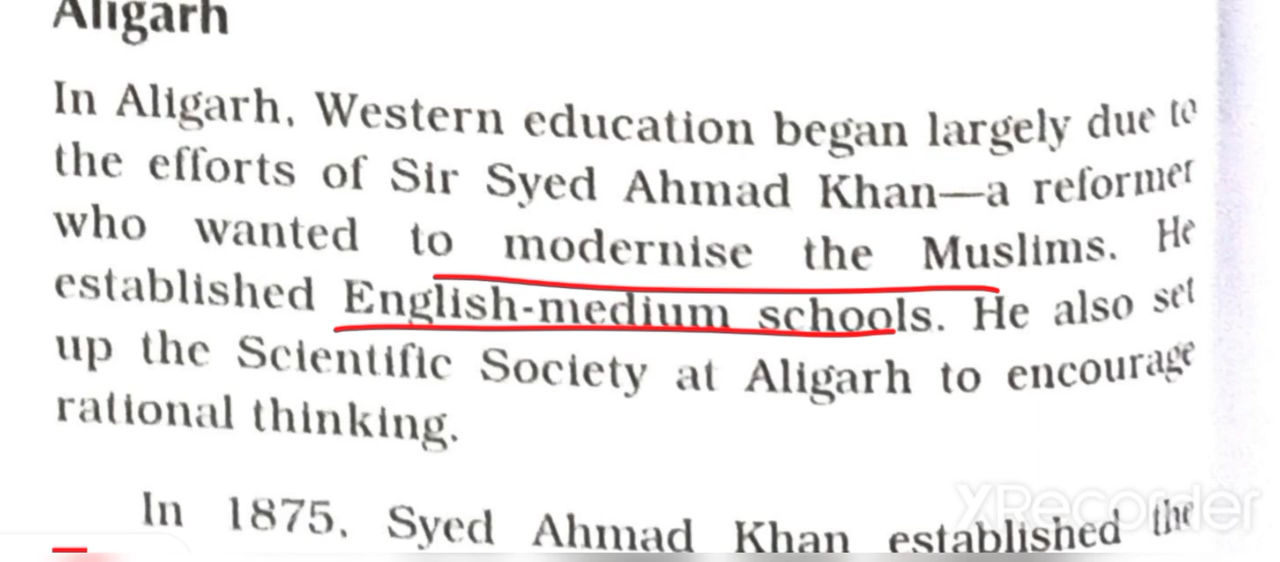 Aligarh
In Aligarh, Western education began largely due to
the efforts of Sir Syed Ahmad Khan—a reformer
who wanted to modernise the Muslims. He
established English-medium schools. He also set
up the Scientific Society at Aligarh to encourage
rational thinking.
In 1875, Syed Ahmad Khan established the
XRecorder